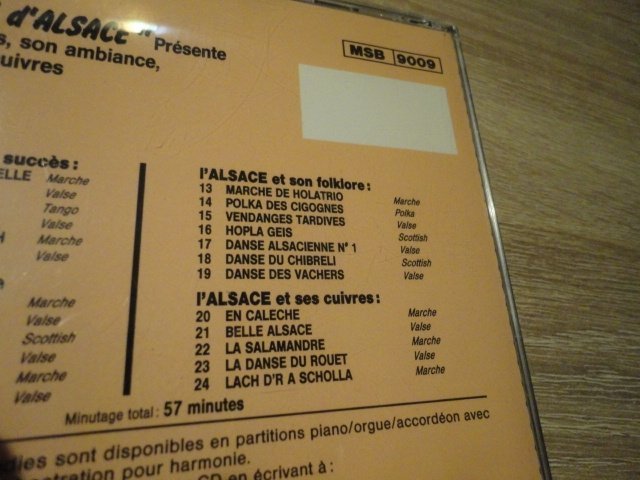 d'ALSACE" Présente
, son ambiance,
cuivres
MSB 9009
succès:
ELLE Marche
Valse
Tango
Valse
Marche
Valse
Marche
Valse
Scottish
Valse
Marche
Valse
l'ALSACE et son folklore:
13 MARCHE DE HOLATRIO Marche
14 POLKA DES CIGOGNES Polka
15 VENDANGES TARDIVES Valse
16 HOPLA GEIS Scottish
17 DANSE ALSACIENNE N° 1 Valse
18 DANSE DU CHIBRELI Scottish
19 DANSE DES VACHERS Valse
l'ALSACE et ses cuivres:
20 EN CALECHE Marche
21 BELLE ALSACE Valse
22 LA SALAMANDRE Marche
23 LA DANSE DU ROUET Valse
24 LACH D'R A SCHOLLA Marche
Minutage total: 57 minutes
dies sont disponibles en partitions piano/orgue/accordéon avec
pour harmonie.
CD en écrivant à: